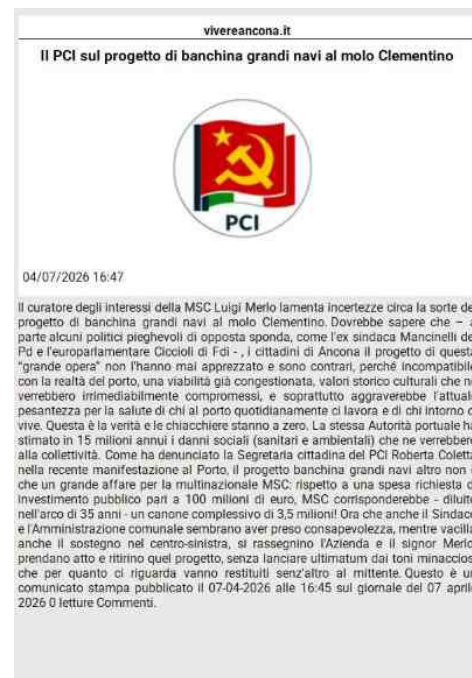 vivereancona.it
Il PCI sul progetto di banchina grandi navi al molo Clementino
PCI
04/07/2026 16:47
Il curatore degli interessi della MSC Luigi Merlo lamenta incertezze circa la sorte de
progetto di banchina grandi navi al molo Clementino. Dovrebbe sapere che – a
parte alcuni politici pieghevoli di opposta sponda, come l'ex sindaca Mancinelli de
Pd e l'europarlamentare Ciccioli di Fdi - , i cittadini di Ancona il progetto di questa
"grande opera" non l'hanno mai apprezzato e sono contrari, perché incompatibile
con la realtà del porto, una viabilità già congestionata, valori storico culturali che ne
verrebbero irrimediabilmente compromessi, e soprattutto aggraverebbe l'attuale
pesantezza per la salute di chi al porto quotidianamente ci lavora e di chi intorno c
vive. Questa è la verità e le chiacchiere stanno a zero. La stessa Autorità portuale ha
stimato in 15 milioni annui i danni sociali (sanitari e ambientali) che ne verrebbero
alla collettività. Come ha denunciato la Segretaria cittadina del PCI Roberta Coletta
nella recente manifestazione al Porto, il progetto banchina grandi navi altro non è
che un grande affare per la multinazionale MSC: rispetto a una spesa richiesta d
investimento pubblico pari a 100 milioni di euro, MSC corrisponderebbe - diluito
nell'arco di 35 anni - un canone complessivo di 3,5 milioni! Ora che anche il Sindaco
e l'Amministrazione comunale sembrano aver preso consapevolezza, mentre vacilla
anche il sostegno nel centro-sinistra, si rassegnino l'Azienda e il signor Merlo
prendano atto e ritirino quel progetto, senza lanciare ultimatum dai toni minacciosi
che per quanto ci riguarda vanno restituiti senz'altro al mittente. Questo è un
comunicato stampa pubblicato il 07-04-2026 alle 16:45 sul giornale del 07 aprile
2026 0 letture Commenti.